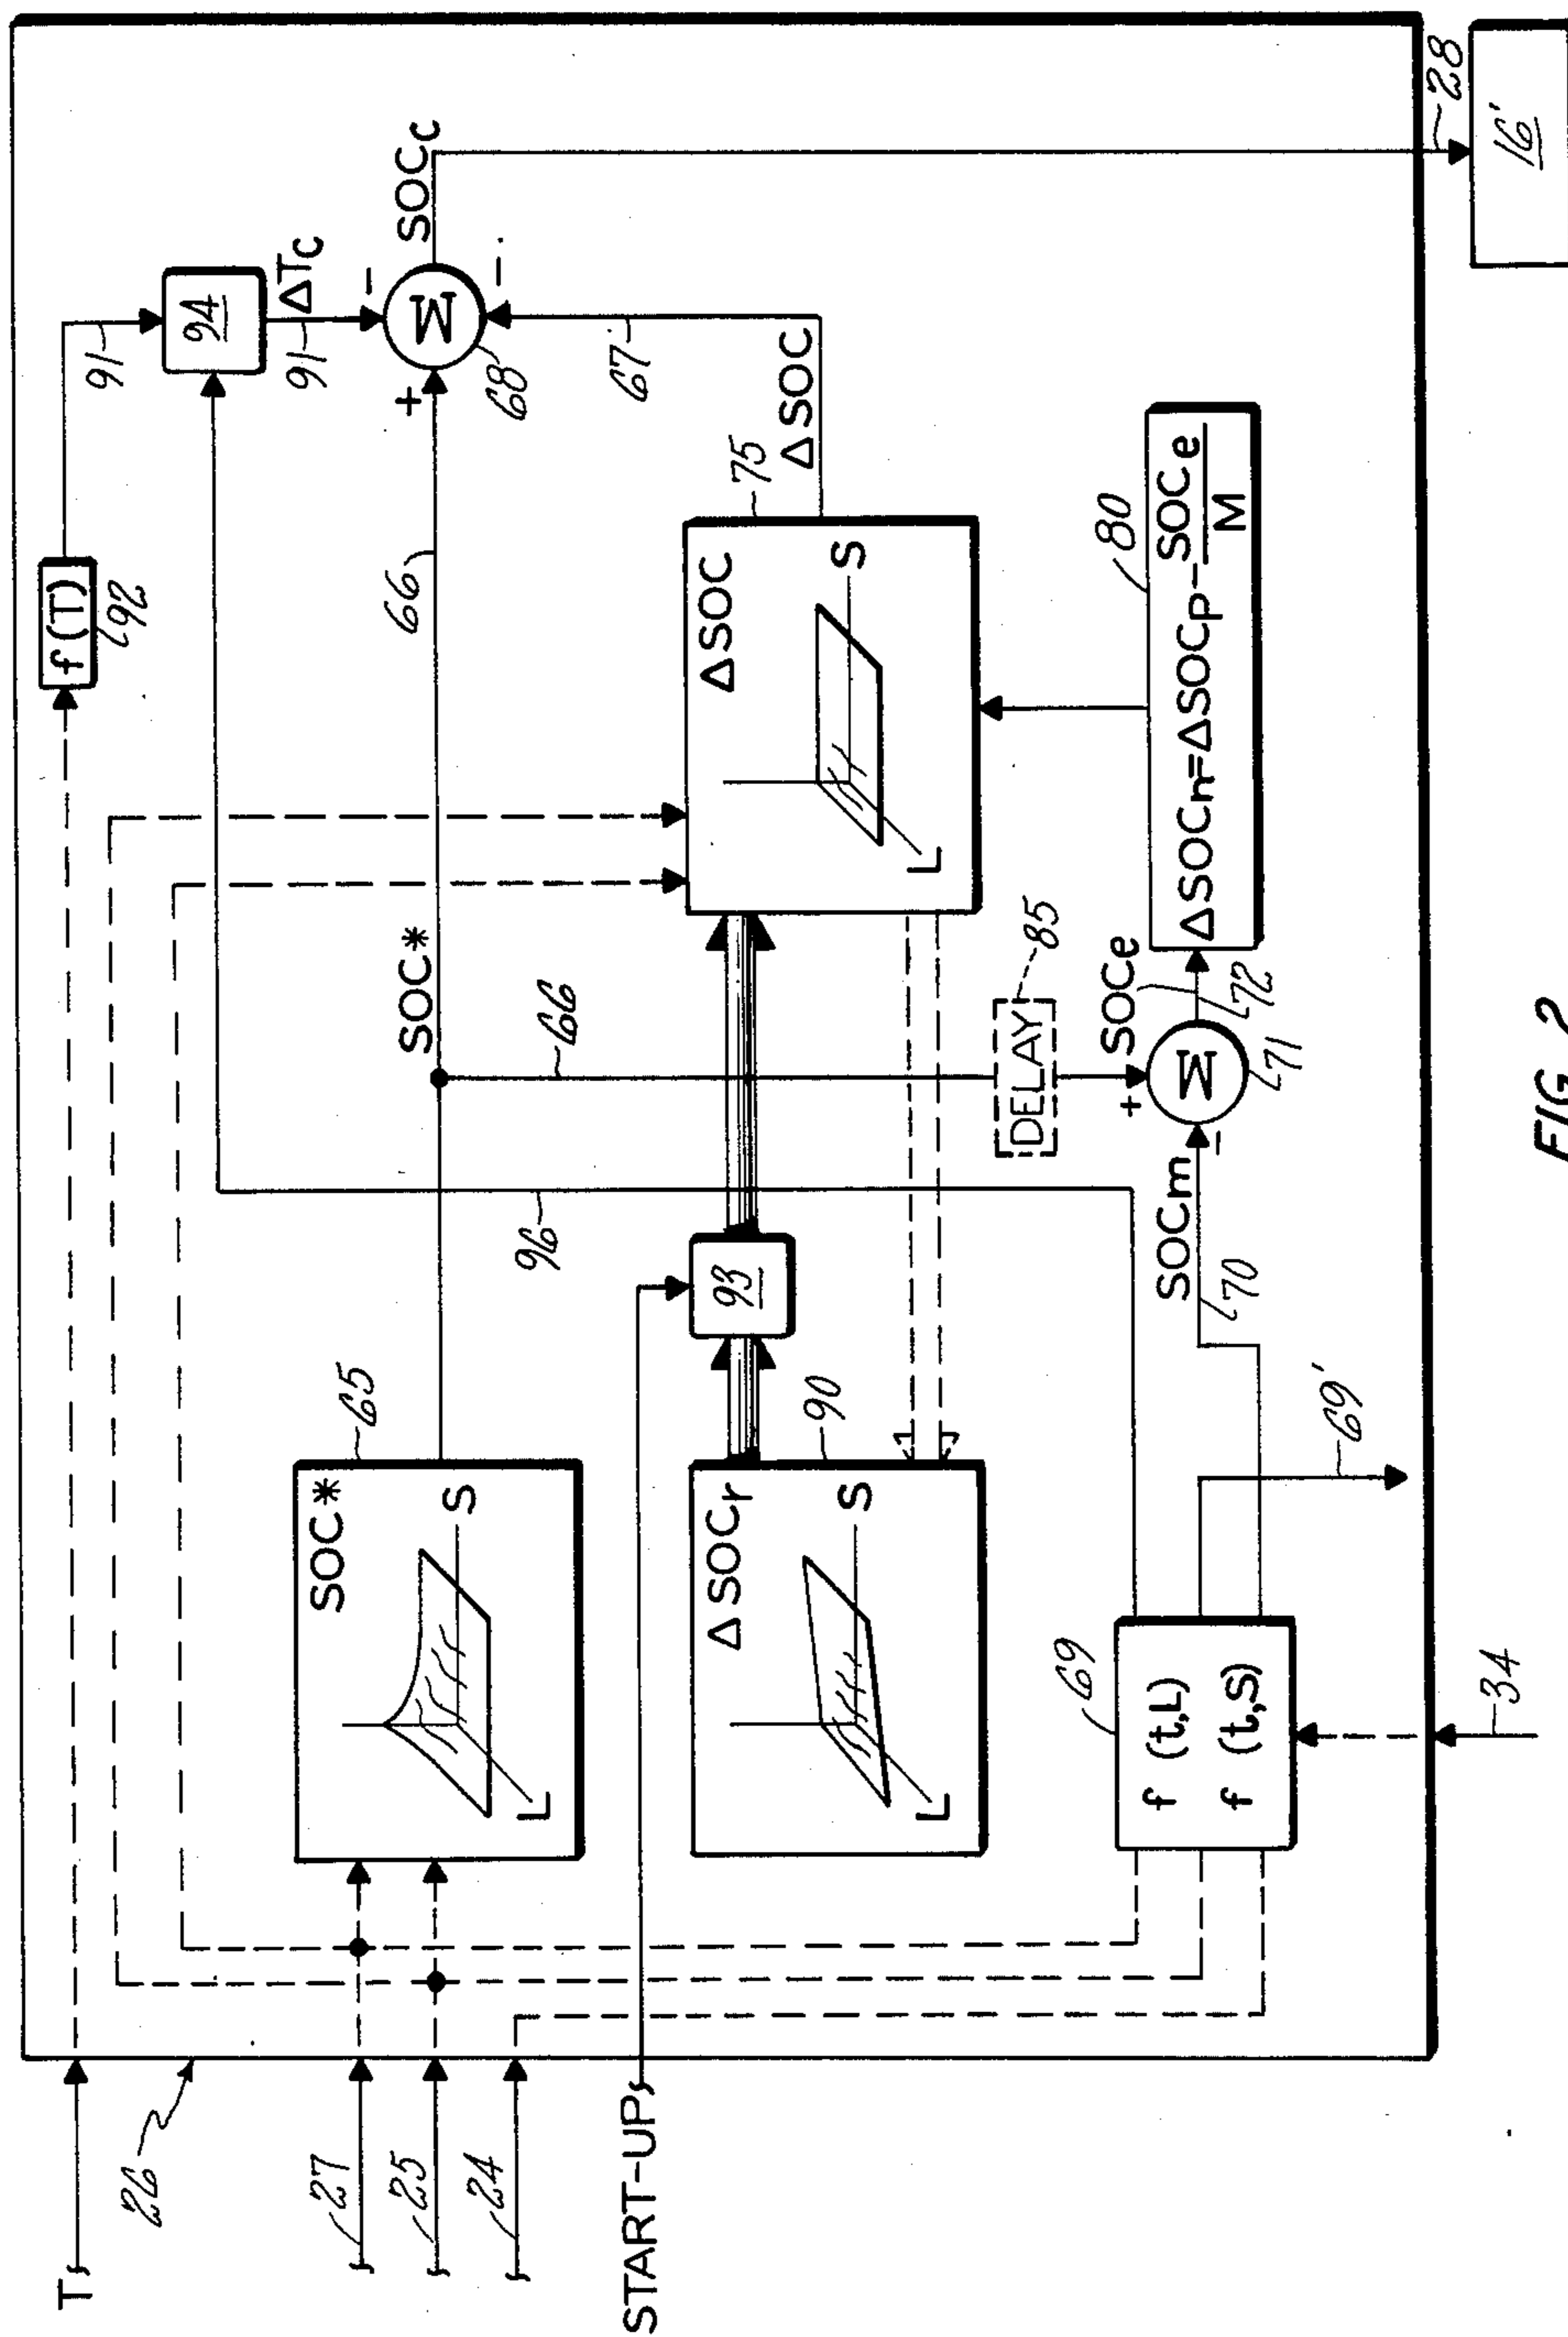 T
26
27
25
24
START-UP
f(T)
92
91
94
91
ΔTc
SOC*
65
S
L
SOC*
66
66
+
-
-
Σ
68
SOCc
67
ΔSOC
ΔSOCr
90
S
L
93
96
ΔSOC
75
S
L
DELAY
85
69
f (t,L)
f (t,S)
34
69'
70
SOCm
-
+
Σ
71
SOCe
72
80
ΔSOCn=ΔSOCp-SOCe/M
28
16'
FIG. 2